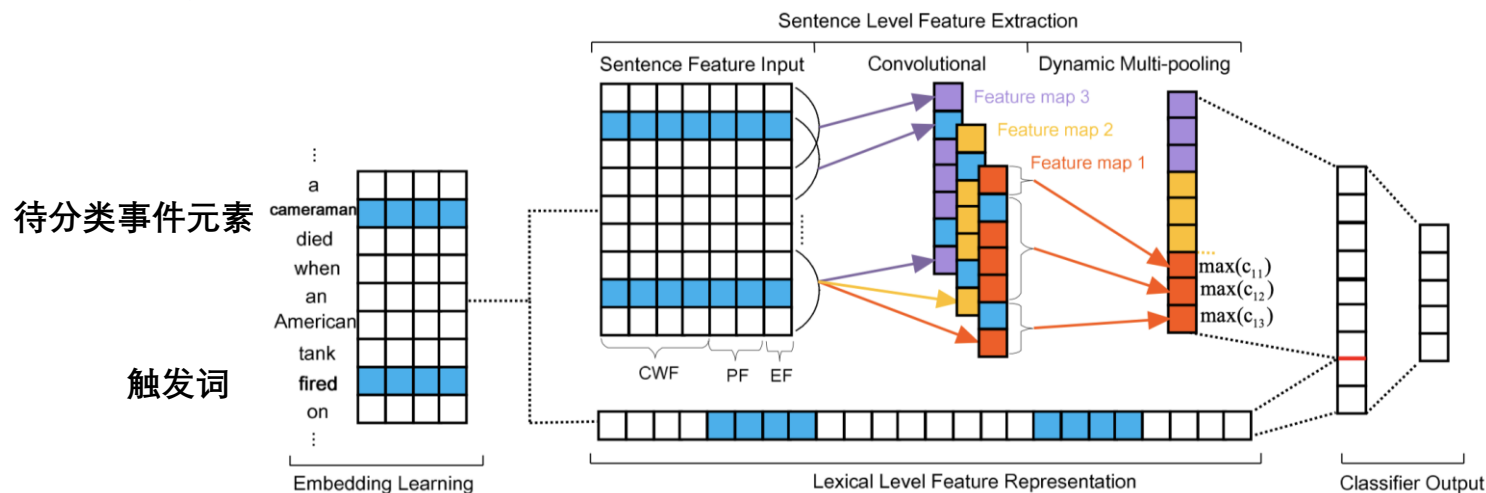 Sentence Level Feature Extraction
Sentence Feature Input
Convolutional
Dynamic Multi-pooling
Feature map 3
Feature map 2
Feature map 1
⋮
a
cameraman
died
when
an
American
tank
fired
on
⋮
待分类事件元素
触发词
CWF
PF
EF
max(c₁₁)
max(c₁₂)
max(c₁₃)
Embedding Learning
Lexical Level Feature Representation
Classifier Output